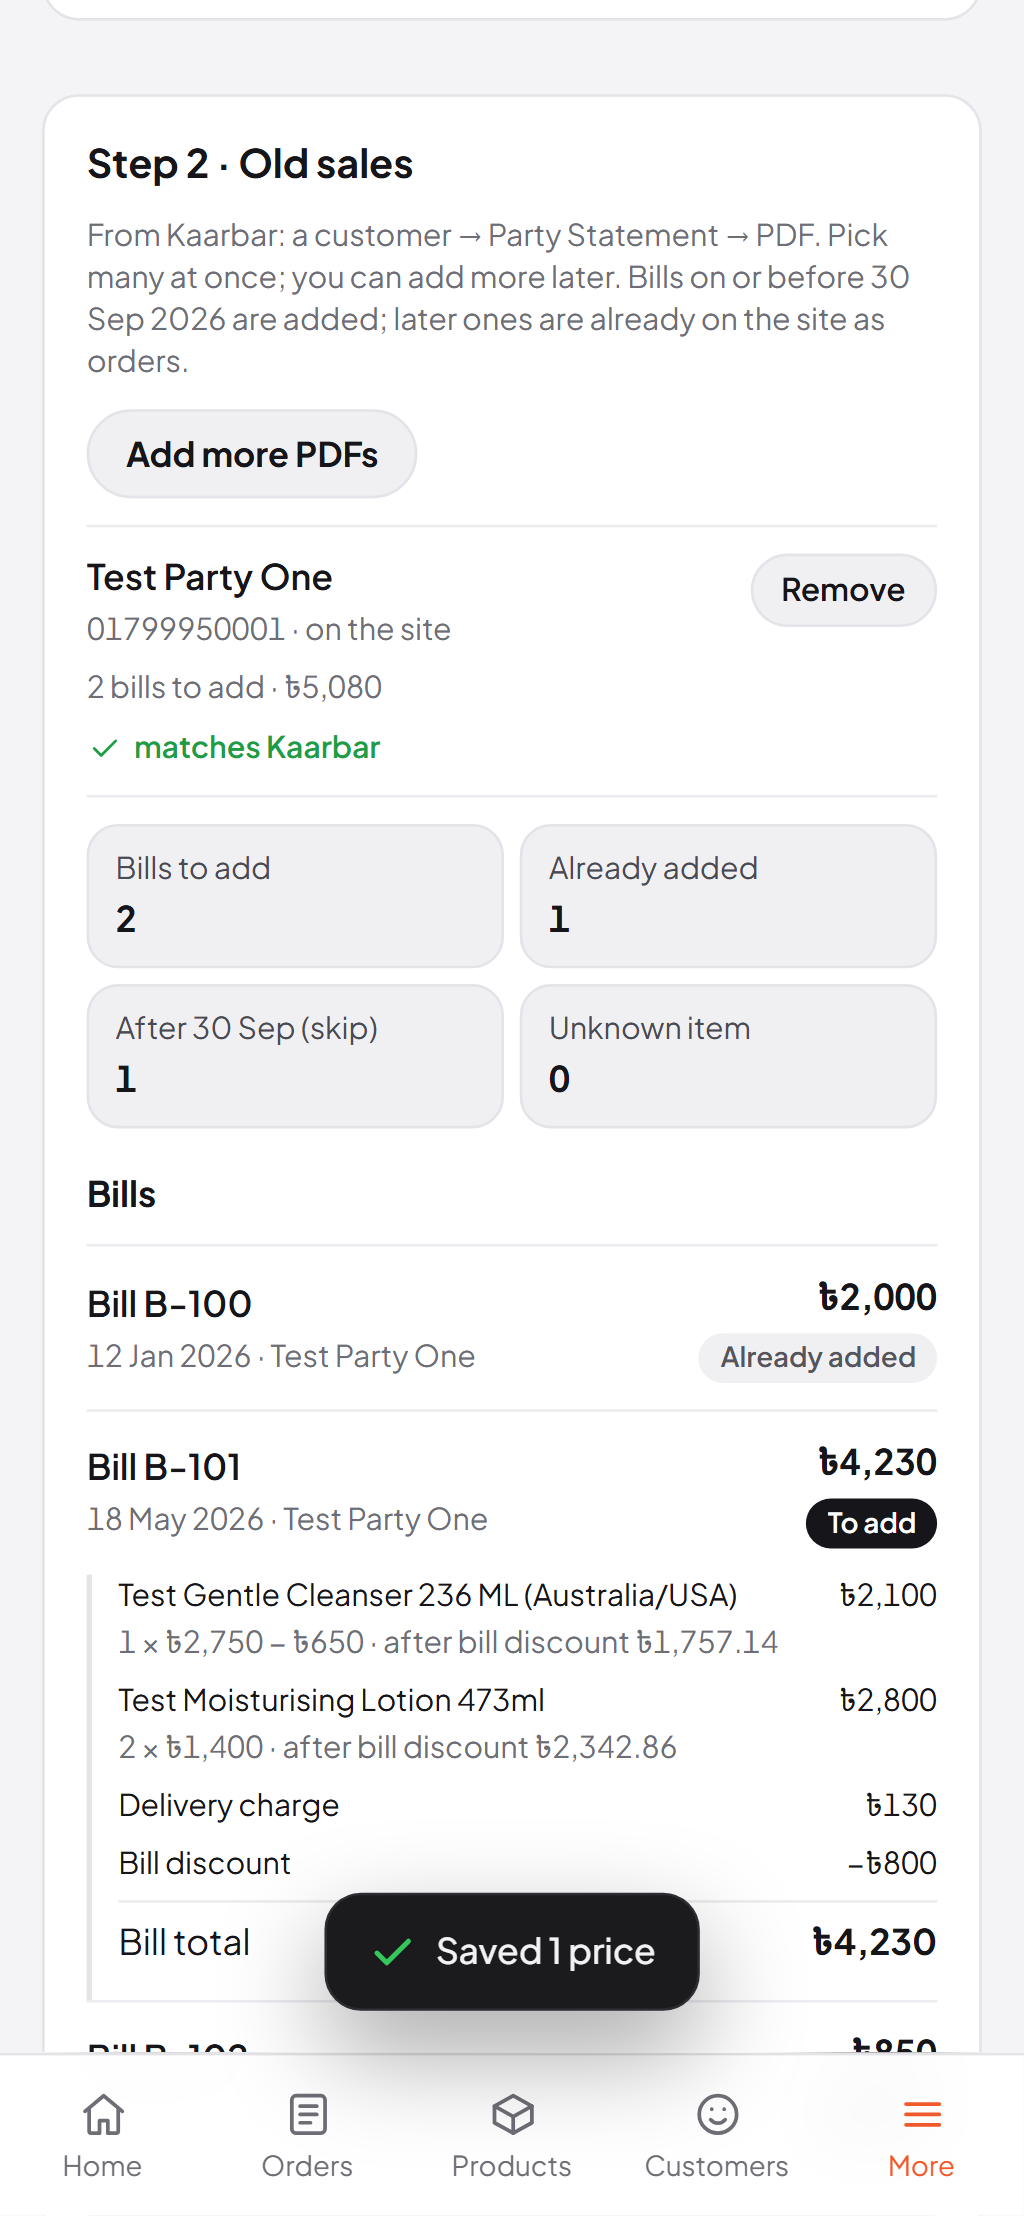 Step 2 · Old sales
From Kaarbar: a customer → Party Statement → PDF. Pick
many at once; you can add more later. Bills on or before 30
Sep 2026 are added; later ones are already on the site as
orders.
Add more PDFs
Test Party One
Remove
01799950001 · on the site
2 bills to add · ৳5,080
matches Kaarbar
Bills to add
2
Already added
1
After 30 Sep (skip)
1
Unknown item
0
Bills
Bill B-100
৳2,000
12 Jan 2026 · Test Party One
Already added
Bill B-101
৳4,230
18 May 2026 · Test Party One
To add
Test Gentle Cleanser 236 ML (Australia/USA)
৳2,100
1 × ৳2,750 – ৳650 · after bill discount ৳1,757.14
Test Moisturising Lotion 473ml
৳2,800
2 × ৳1,400 · after bill discount ৳2,342.86
Delivery charge
৳130
Bill discount
–৳800
Bill total
৳4,230
Saved 1 price
Bill B-102
৳850
Home
Orders
Products
Customers
More